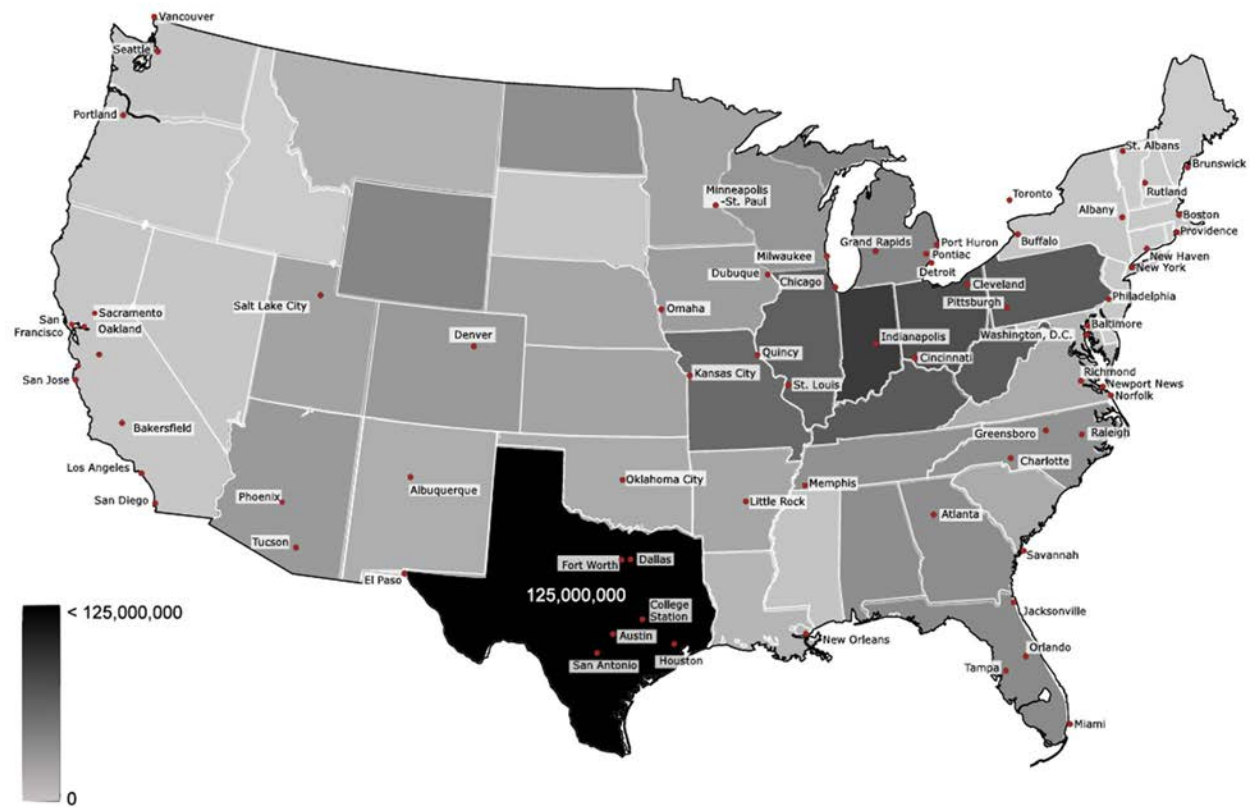 Vancouver
Seattle
Portland
Minneapolis
-St. Paul
St. Albans
Brunswick
Toronto
Rutland
Albany
Boston
Buffalo
Providence
Grand Rapids
Port Huron
Pontiac
Milwaukee
Detroit
New Haven
New York
Dubuque
Chicago
Cleveland
Pittsburgh
Philadelphia
Salt Lake City
Omaha
Sacramento
San
Francisco
Oakland
Denver
Indianapolis
Washington, D.C.
Baltimore
Quincy
Cincinnati
Kansas City
St. Louis
Richmond
Newport News
Norfolk
San Jose
Bakersfield
Greensboro
Raleigh
Charlotte
Los Angeles
San Diego
Phoenix
Albuquerque
Oklahoma City
Memphis
Little Rock
Atlanta
Tucson
Savannah
El Paso
Fort Worth
Dallas
125,000,000
College
Station
Austin
San Antonio
Houston
New Orleans
Jacksonville
Orlando
Tampa
Miami
< 125,000,000
0